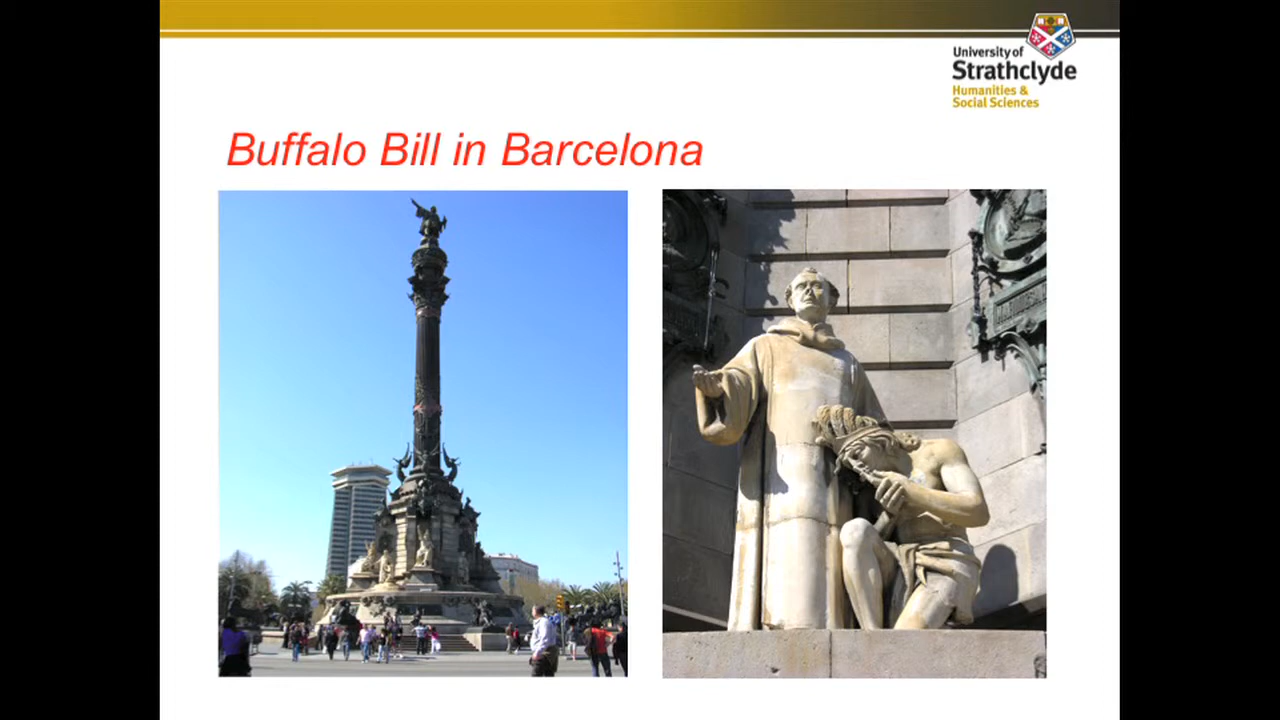 University of
Strathclyde
Humanities &
Social Sciences
Buffalo Bill in Barcelona